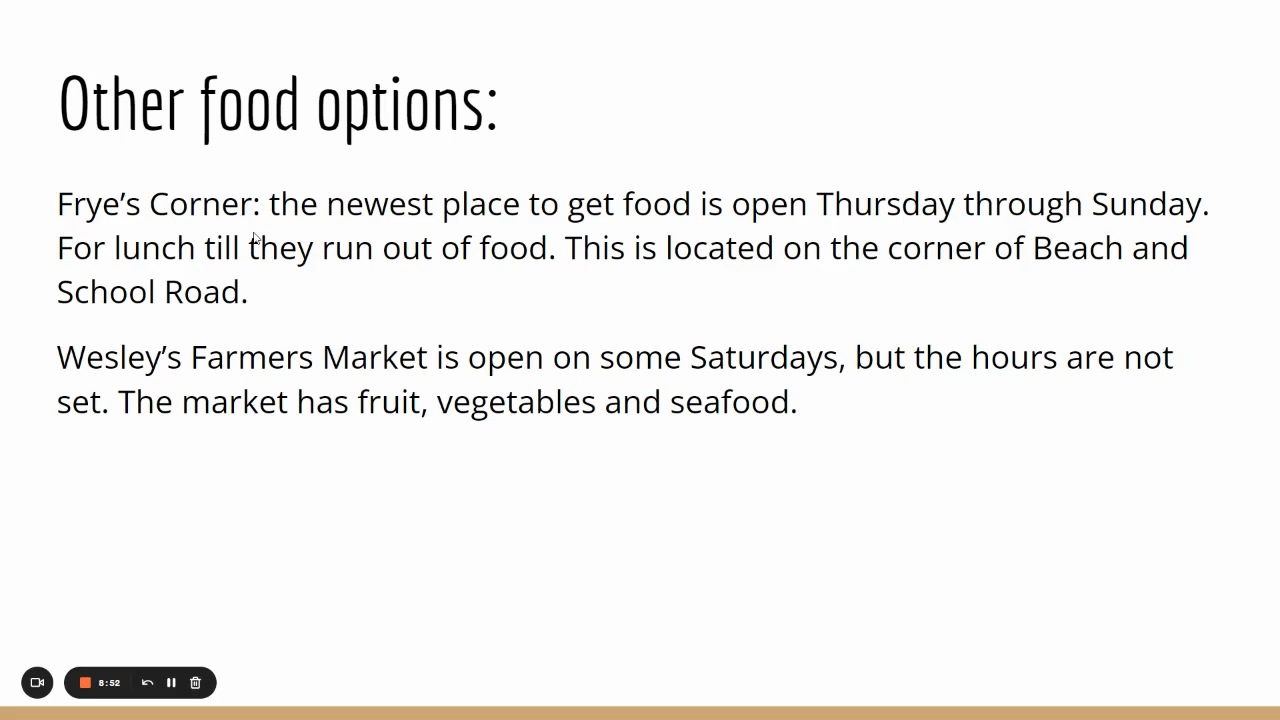 Other food options:
Frye’s Corner: the newest place to get food is open Thursday through Sunday.
For lunch till they run out of food. This is located on the corner of Beach and
School Road.
Wesley’s Farmers Market is open on some Saturdays, but the hours are not
set. The market has fruit, vegetables and seafood.
8:52